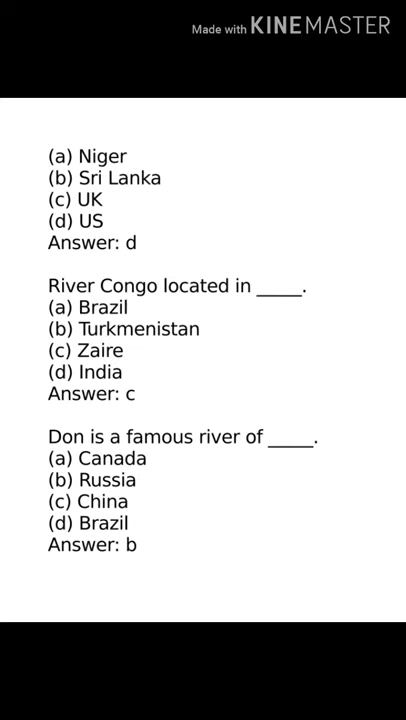 Made with KINEMASTER
(a) Niger
(b) Sri Lanka
(c) UK
(d) US
Answer: d
River Congo located in _____.
(a) Brazil
(b) Turkmenistan
(c) Zaire
(d) India
Answer: c
Don is a famous river of _____.
(a) Canada
(b) Russia
(c) China
(d) Brazil
Answer: b